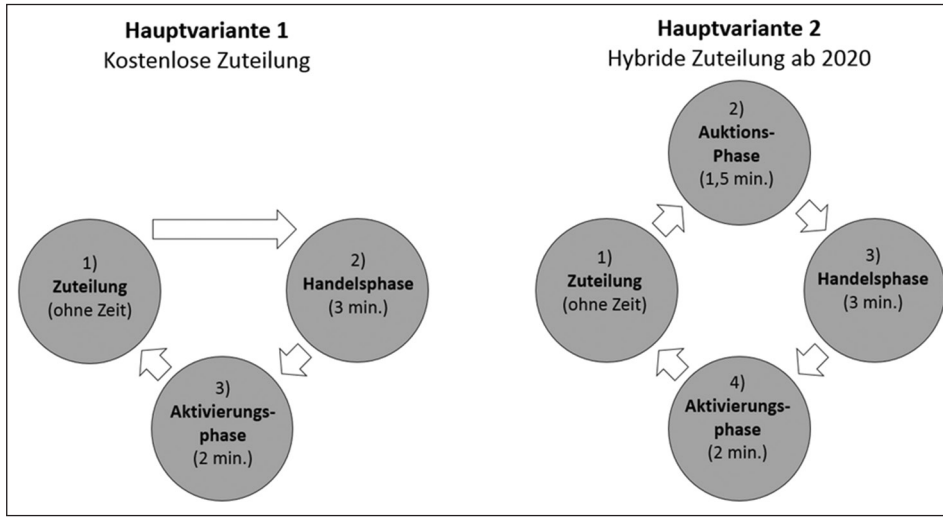 Hauptvariante 1
Kostenlose Zuteilung
1)
Zuteilung
(ohne Zeit)
2)
Handelsphase
(3 min.)
3)
Aktivierungs-
phase
(2 min.)
Hauptvariante 2
Hybride Zuteilung ab 2020
2)
Auktions-
Phase
(1,5 min.)
1)
Zuteilung
(ohne Zeit)
3)
Handelsphase
(3 min.)
4)
Aktivierungs-
phase
(2 min.)